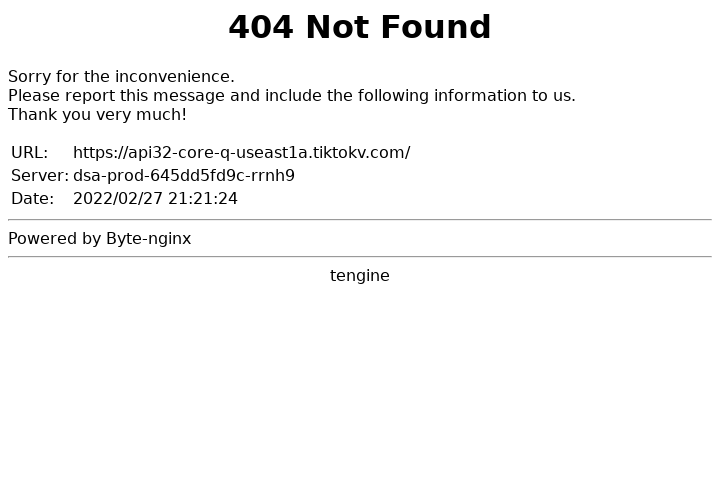 404 Not Found
Sorry for the inconvenience.
Please report this message and include the following information to us.
Thank you very much!
URL: https://api32-core-q-useast1a.tiktokv.com/
Server: dsa-prod-645dd5fd9c-rrnh9
Date: 2022/02/27 21:21:24
Powered by Byte-nginx
tengine